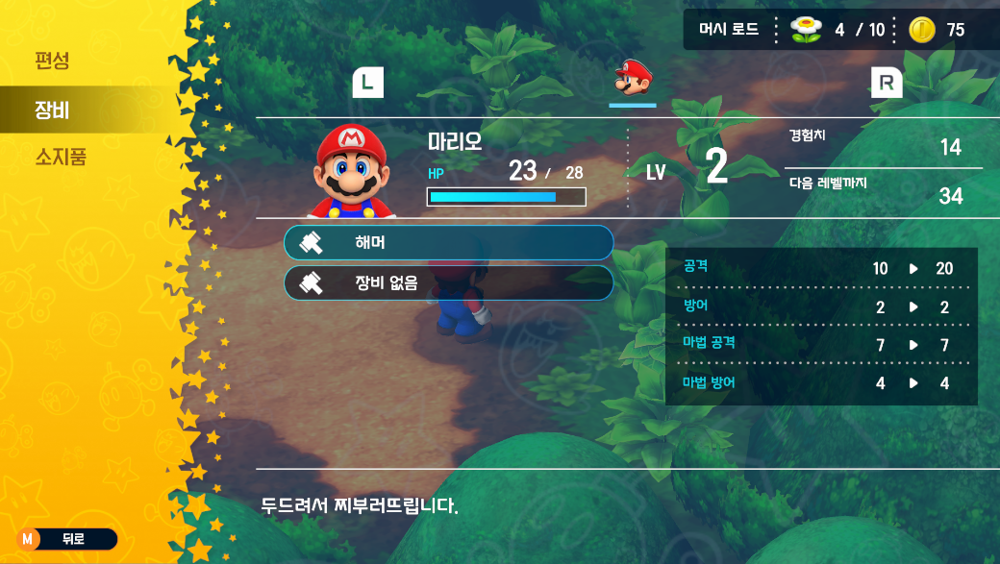 머시 로드 4 / 10 75
편성
장비
소지품
L
R
마리오
HP 23 / 28
LV 2
경험치
14
다음 레벨까지
34
해머
장비 없음
공격 10 ▶ 20
방어 2 ▶ 2
마법 공격 7 ▶ 7
마법 방어 4 ▶ 4
두드려서 찌부러뜨립니다.
M 뒤로